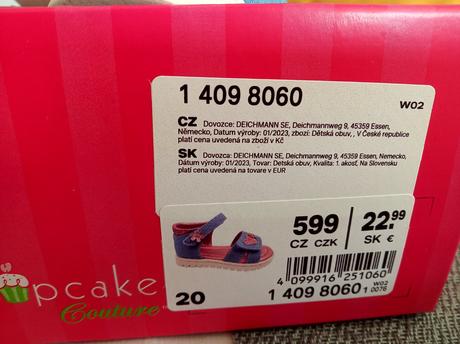 1 409 8060
W02
CZ Dovozce: DEICHMANN SE, Deichmannweg 9, 45359 Essen,
Německo, Datum výroby: 01/2023, zboží: Dětská obuv, , V České republice
platí cena uvedená na zboží v Kč
SK Dovozca: DEICHMANN SE, Deichmannweg 9, 45359 Essen, Nemecko,
Dátum výroby: 01/2023, Tovar: Detská obuv, Kvalita: 1. akosť, Na Slovensku
platí cena uvedená na tovare v EUR
599 22.99
CZ CZK SK €
4 099916 251060
W02
20 1 409 8060 1 0076
pcake
Couture